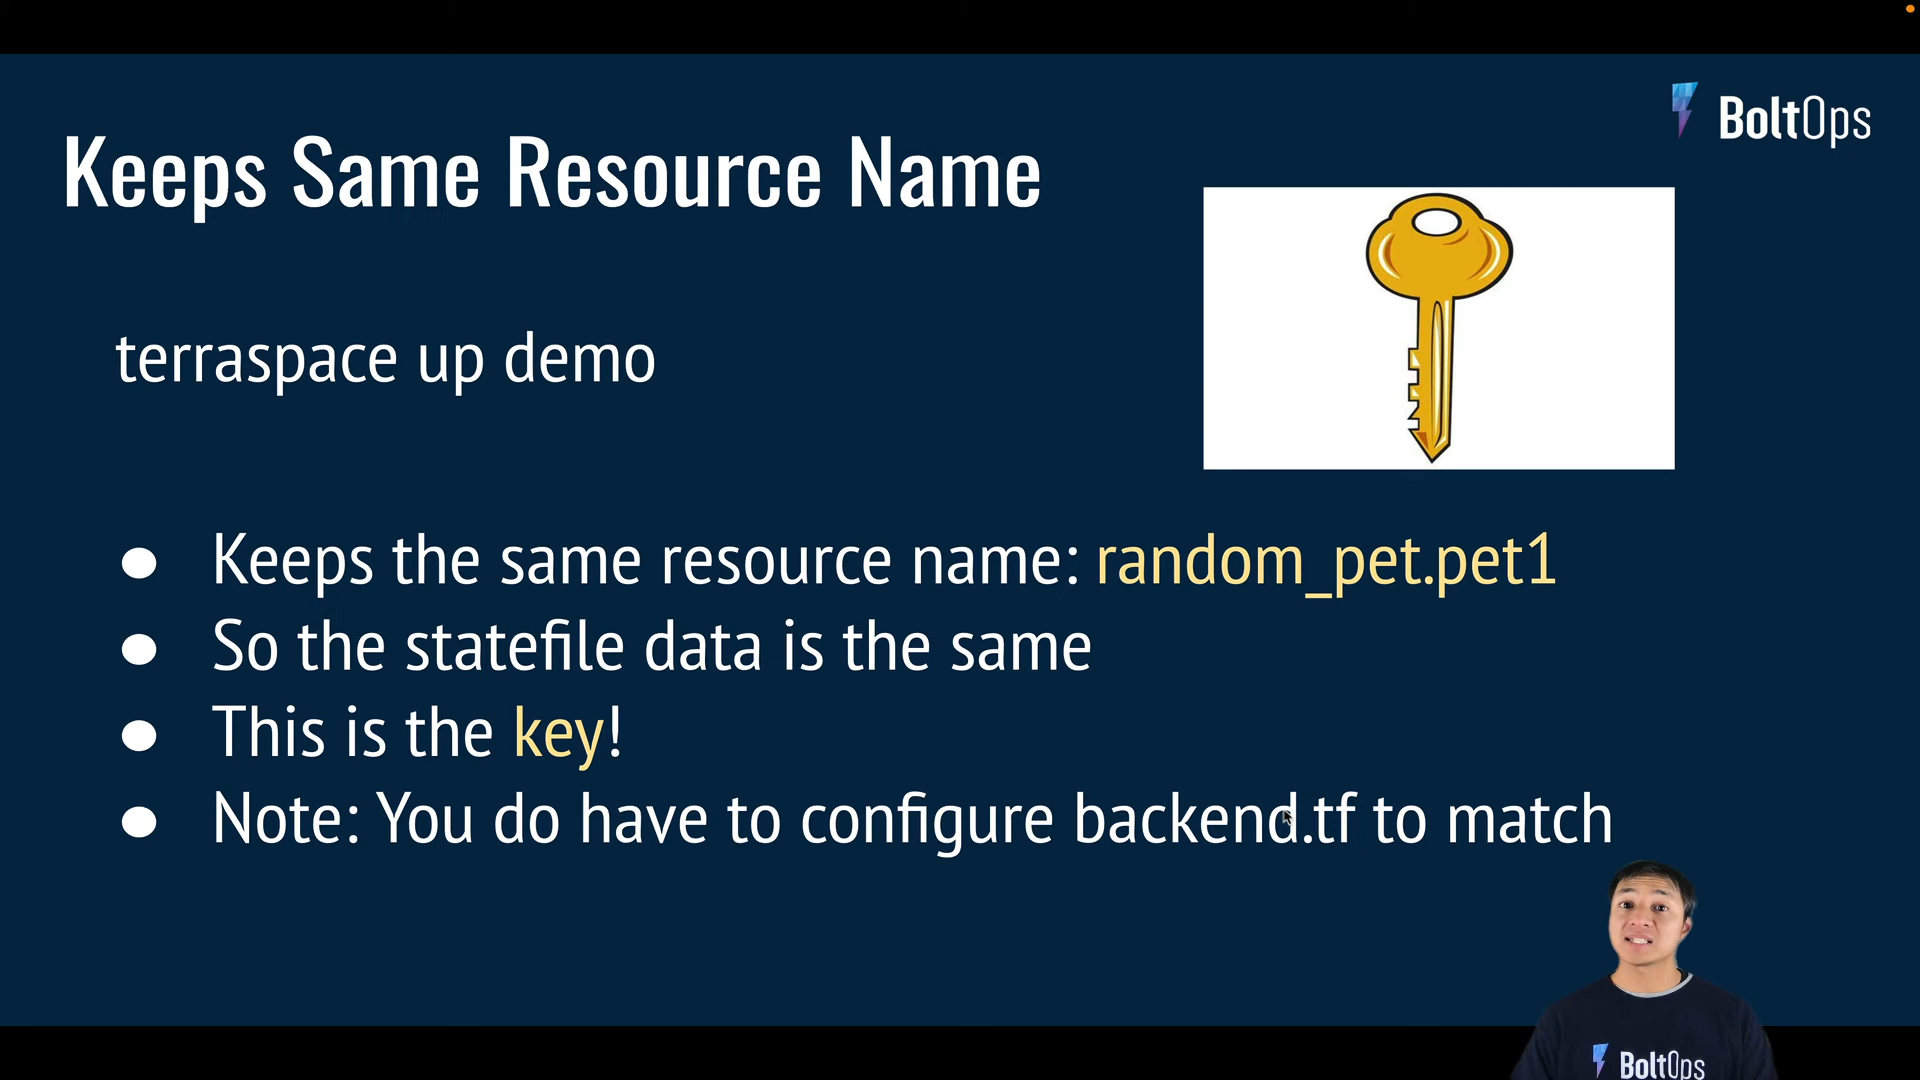 BoltOps
Keeps Same Resource Name
terraspace up demo
● Keeps the same resource name: random_pet.pet1
● So the statefile data is the same
● This is the key!
● Note: You do have to configure backend.tf to match
BoltOps